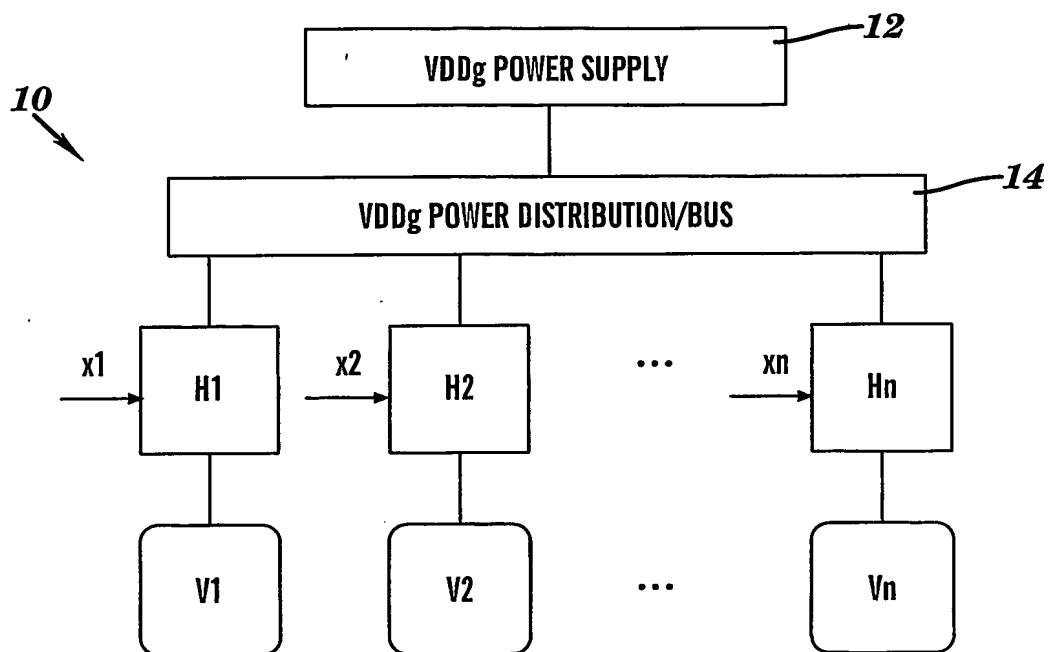 12
VDDg POWER SUPPLY
10
14
VDDg POWER DISTRIBUTION/BUS
x1
H1
x2
H2
...
xn
Hn
V1
V2
...
Vn